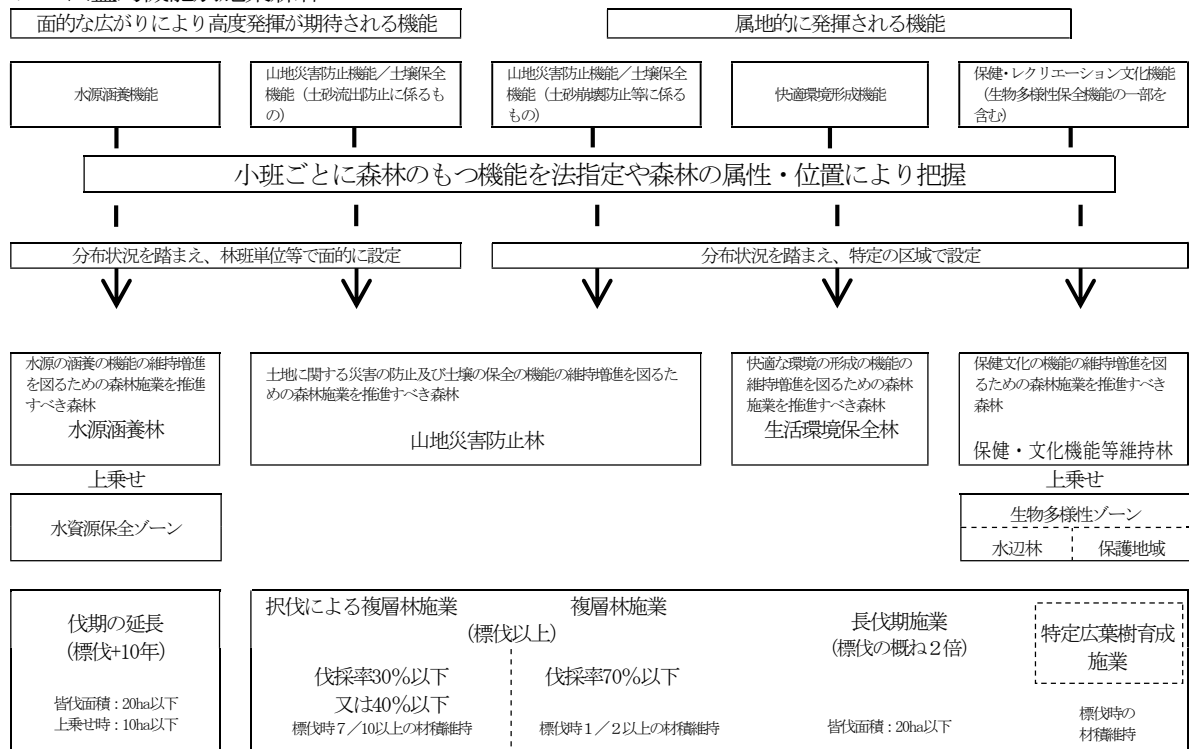 面的な広がりにより高度発揮が期待される機能
属地的に発揮される機能
水源涵養機能
山地災害防止機能／土壌保全
機能（土砂流出防止に係るも
の）
山地災害防止機能／土壌保全
機能（土砂崩壊防止等に係る
もの）
快適環境形成機能
保健・レクリエーション文化機能
（生物多様性保全機能の一部を
含む）
小班ごとに森林のもつ機能を法指定や森林の属性・位置により把握
分布状況を踏まえ、林班単位等で面的に設定
分布状況を踏まえ、特定の区域で設定
水源の涵養の機能の維持増進
を図るための森林施業を推進
すべき森林
水源涵養林
土地に関する災害の防止及び土壌の保全の機能の維持増進を図るた
めの森林施業を推進すべき森林
山地災害防止林
快適な環境の形成の機能の
維持増進を図るための森林
施業を推進すべき森林
生活環境保全林
保健文化の機能の維持増進を図
るための森林施業を推進すべき
森林
保健・文化機能等維持林
上乗せ
上乗せ
水資源保全ゾーン
生物多様性ゾーン
水辺林
保護地域
伐期の延長
（標伐+10年）
皆伐面積：20ha以下
上乗せ時：10ha以下
択伐による複層林施業
複層林施業
（標伐以上）
伐採率30%以下
又は40%以下
標伐時７／10以上の材積維持
伐採率70%以下
標伐時１／２以上の材積維持
長伐期施業
（標伐の概ね２倍）
皆伐面積：20ha以下
特定広葉樹育成
施業
標伐時の
材積維持